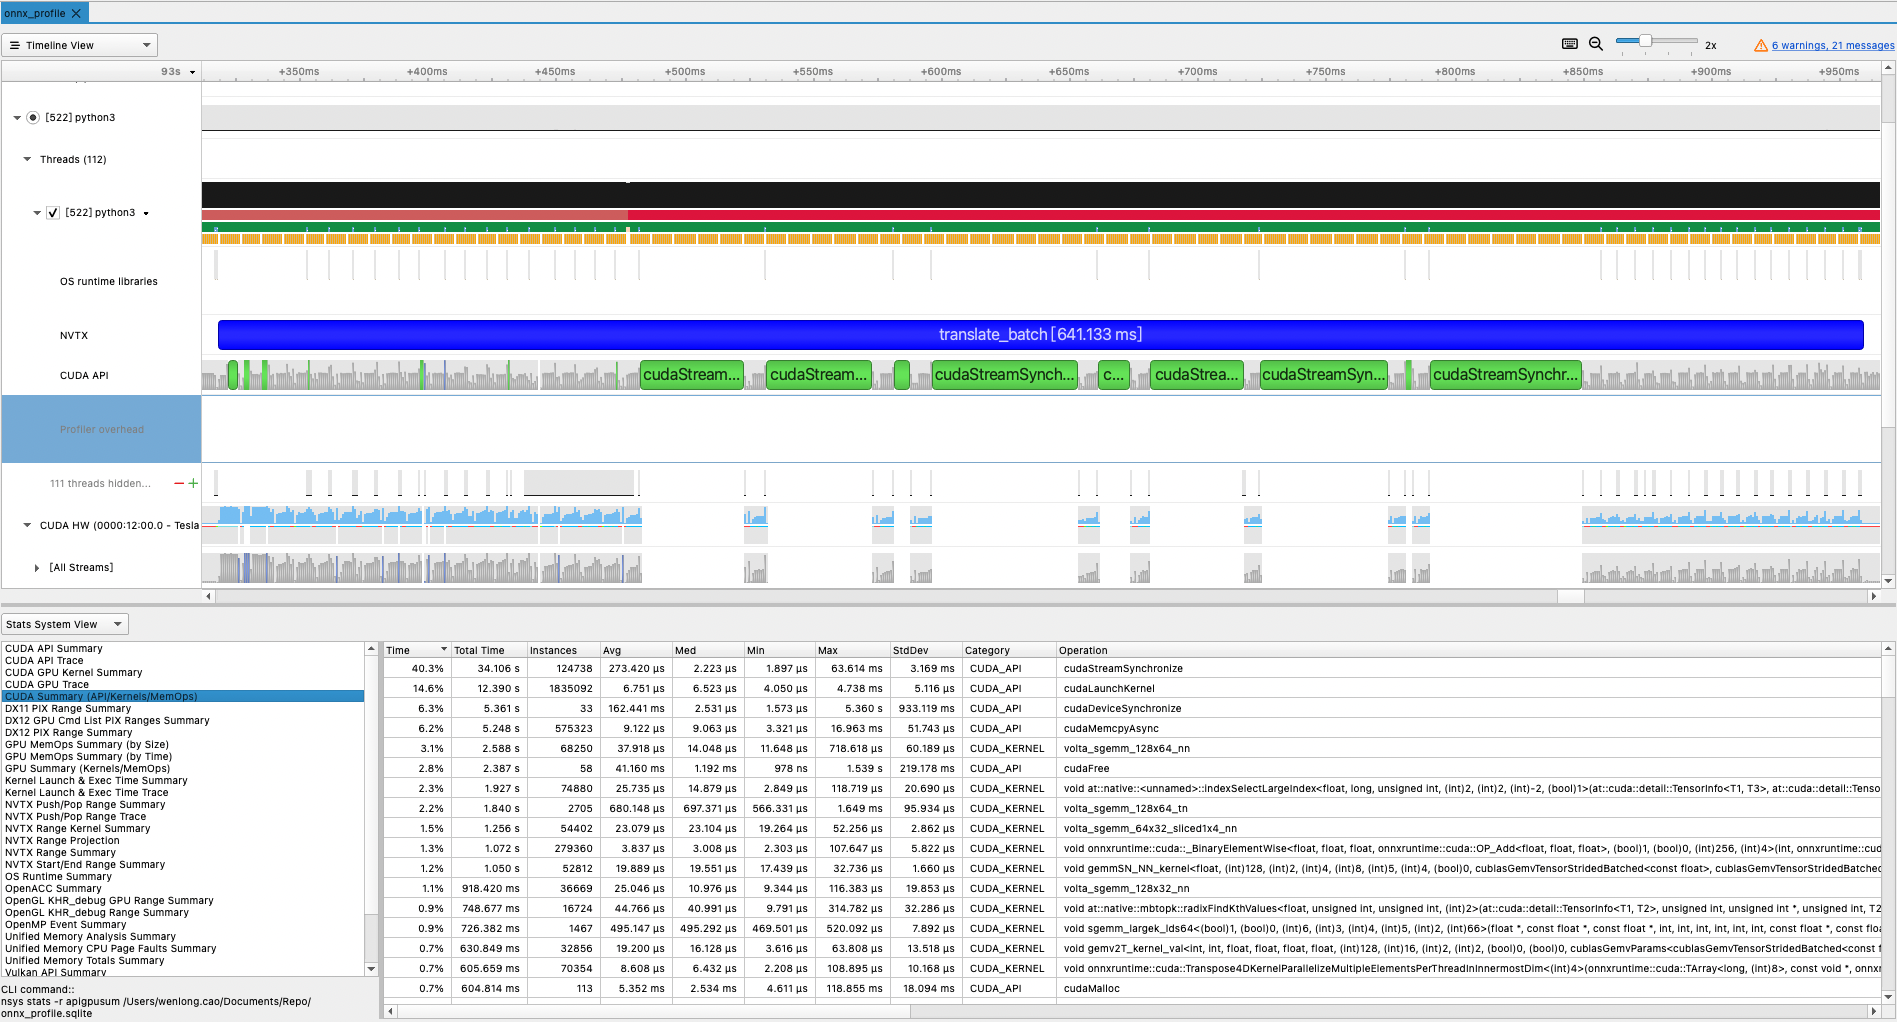 onnx_profile
Timeline View
2x
6 warnings, 21 messages
93s
+350ms +400ms +450ms +500ms +550ms +600ms +650ms +700ms +750ms +800ms +850ms +900ms +950ms
[522] python3
Threads (112)
[522] python3
OS runtime libraries
NVTX
translate_batch [641.133 ms]
CUDA API
cudaStream... cudaStream... cudaStreamSynch... c... cudaStrea... cudaStreamSyn... cudaStreamSynchr...
Profiler overhead
111 threads hidden...
CUDA HW (0000:12:00.0 - Tesla
[All Streams]
Stats System View
CUDA API Summary
CUDA API Trace
CUDA GPU Kernel Summary
CUDA GPU Trace
CUDA Summary (API/Kernels/MemOps)
DX11 PIX Range Summary
DX12 GPU Cmd List PIX Ranges Summary
DX12 PIX Range Summary
GPU MemOps Summary (by Size)
GPU MemOps Summary (by Time)
GPU Summary (Kernels/MemOps)
Kernel Launch & Exec Time Summary
Kernel Launch & Exec Time Trace
NVTX Push/Pop Range Summary
NVTX Push/Pop Range Trace
NVTX Range Kernel Summary
NVTX Range Projection
NVTX Range Summary
NVTX Start/End Range Summary
OS Runtime Summary
OpenACC Summary
OpenGL KHR_debug GPU Range Summary
OpenGL KHR_debug Range Summary
OpenMP Event Summary
Unified Memory Analysis Summary
Unified Memory CPU Page Faults Summary
Unified Memory Totals Summary
Vulkan API Summary
CLI command::
nsys stats -r apigpusum /Users/wenlong.cao/Documents/Repo/
onnx_profile.sqlite
Time Total Time Instances Avg Med Min Max StdDev Category Operation
40.3% 34.106 s 124738 273.420 μs 2.223 μs 1.897 μs 63.614 ms 3.169 ms CUDA_API cudaStreamSynchronize
14.6% 12.390 s 1835092 6.751 μs 6.523 μs 4.050 μs 4.738 ms 5.116 μs CUDA_API cudaLaunchKernel
6.3% 5.361 s 33 162.441 ms 2.531 μs 1.573 μs 5.360 s 933.119 ms CUDA_API cudaDeviceSynchronize
6.2% 5.248 s 575323 9.122 μs 9.063 μs 3.321 μs 16.963 ms 51.743 μs CUDA_API cudaMemcpyAsync
3.1% 2.588 s 68250 37.918 μs 14.048 μs 11.648 μs 718.618 μs 60.189 μs CUDA_KERNEL volta_sgemm_128x64_nn
2.8% 2.387 s 58 41.160 ms 1.192 ms 978 ns 1.539 s 219.178 ms CUDA_API cudaFree
2.3% 1.927 s 74880 25.735 μs 14.879 μs 2.849 μs 118.719 μs 20.690 μs CUDA_KERNEL void at::native::<unnamed>::indexSelectLargeIndex<float, long, unsigned int, (int)2, (int)2, (int)-2, (bool)1>(at::cuda::detail::TensorInfo<T1, T3>, at::cuda::detail::Tenso
2.2% 1.840 s 2705 680.148 μs 697.371 μs 566.331 μs 1.649 ms 95.934 μs CUDA_KERNEL volta_sgemm_128x64_tn
1.5% 1.256 s 54402 23.079 μs 23.104 μs 19.264 μs 52.256 μs 2.862 μs CUDA_KERNEL volta_sgemm_64x32_sliced1x4_nn
1.3% 1.072 s 279360 3.837 μs 3.008 μs 2.303 μs 107.647 μs 5.822 μs CUDA_KERNEL void onnxruntime::cuda::_BinaryElementWise<float, float, float, onnxruntime::cuda::OP_Add<float, float, float>, (bool)1, (bool)0, (int)256, (int)4>(int, onnxruntime::cud
1.2% 1.050 s 52812 19.889 μs 19.551 μs 17.439 μs 32.736 μs 1.660 μs CUDA_KERNEL void gemmSN_NN_kernel<float, (int)128, (int)2, (int)4, (int)8, (int)5, (int)4, (bool)0, cublasGemvTensorStridedBatched<const float>, cublasGemvTensorStridedBatched
1.1% 918.420 ms 36669 25.046 μs 10.976 μs 9.344 μs 116.383 μs 19.853 μs CUDA_KERNEL volta_sgemm_128x32_nn
0.9% 748.677 ms 16724 44.766 μs 40.991 μs 9.791 μs 314.782 μs 32.286 μs CUDA_KERNEL void at::native::mbtopk::radixFindKthValues<float, unsigned int, unsigned int, (int)2>(at::cuda::detail::TensorInfo<T1, T2>, unsigned int, unsigned int *, unsigned int, T2
0.9% 726.382 ms 1467 495.147 μs 495.292 μs 469.501 μs 520.092 μs 7.892 μs CUDA_KERNEL void sgemm_largek_lds64<(bool)1, (bool)0, (int)6, (int)3, (int)4, (int)5, (int)2, (int)66>(float *, const float *, const float *, int, int, int, int, int, int, const float *, const floa
0.7% 630.849 ms 32856 19.200 μs 16.128 μs 3.616 μs 63.808 μs 13.518 μs CUDA_KERNEL void gemv2T_kernel_val<int, int, float, float, float, float, (int)128, (int)16, (int)2, (int)2, (bool)0, (bool)0, cublasGemvParams<cublasGemvTensorStridedBatched<const f
0.7% 605.659 ms 70354 8.608 μs 6.432 μs 2.208 μs 108.895 μs 10.168 μs CUDA_KERNEL void onnxruntime::cuda::Transpose4DKernelParallelizeMultipleElementsPerThreadInInnermostDim<(int)4>(onnxruntime::cuda::TArray<long, (int)8>, const void *, onnx
0.7% 604.814 ms 113 5.352 ms 2.534 ms 4.611 μs 118.855 ms 18.094 ms CUDA_API cudaMalloc